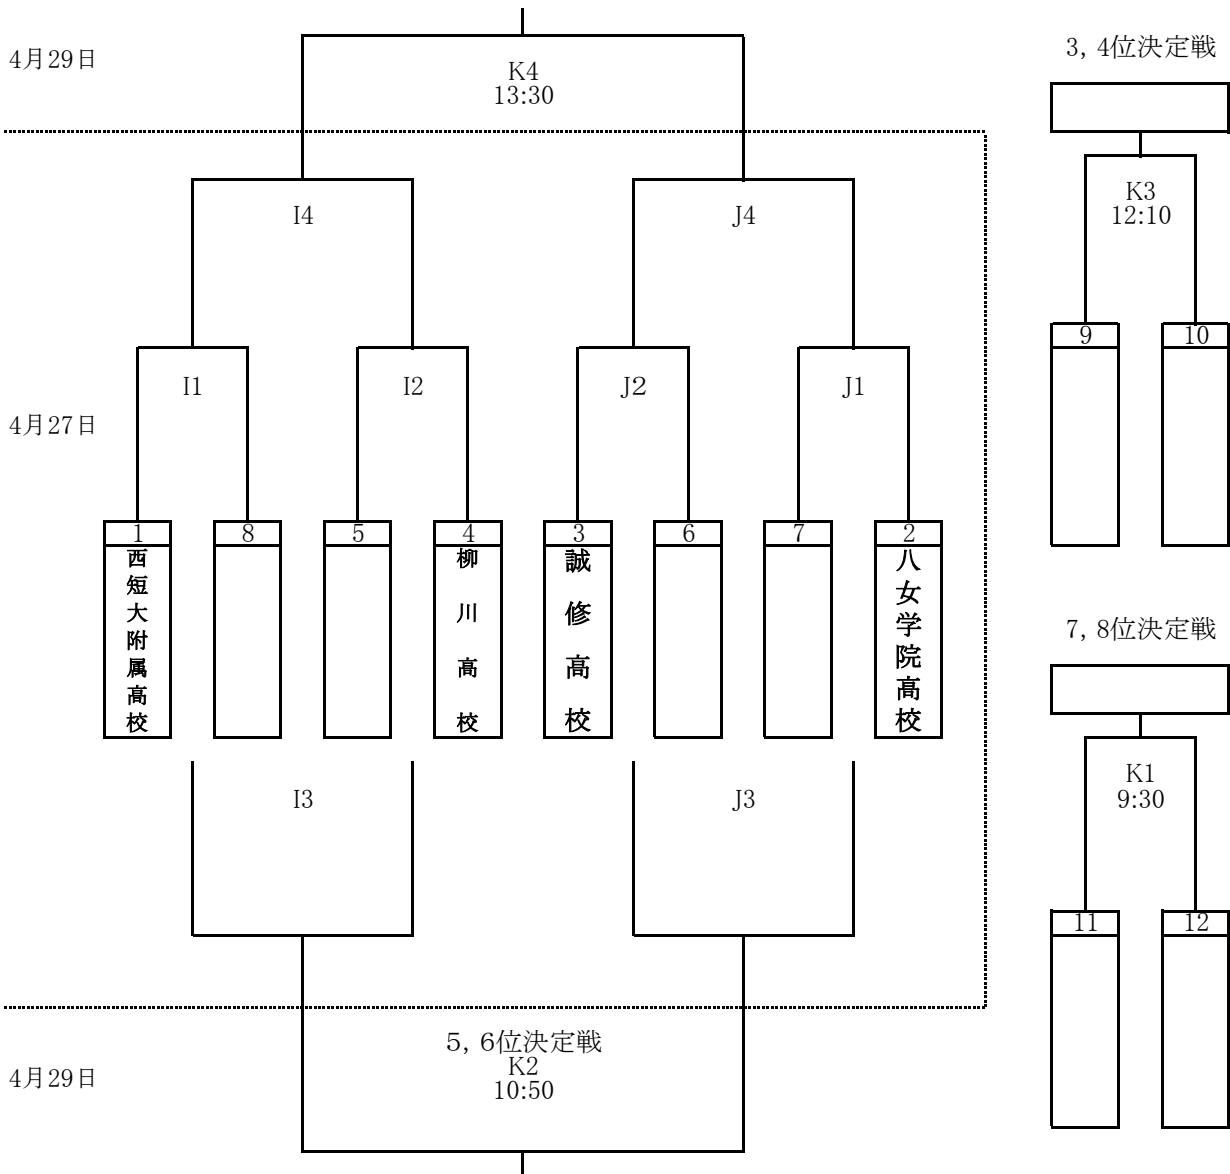 4月29日
K4
13:30
3, 4位決定戦
K3
12:10
I4
J4
9
10
4月27日
I1
I2
J2
J1
1
8
5
4
3
6
7
2
西短大附属高校
柳川高校
誠修高校
八女学院高校
7, 8位決定戦
K1
9:30
I3
J3
11
12
4月29日
5, 6位決定戦
K2
10:50